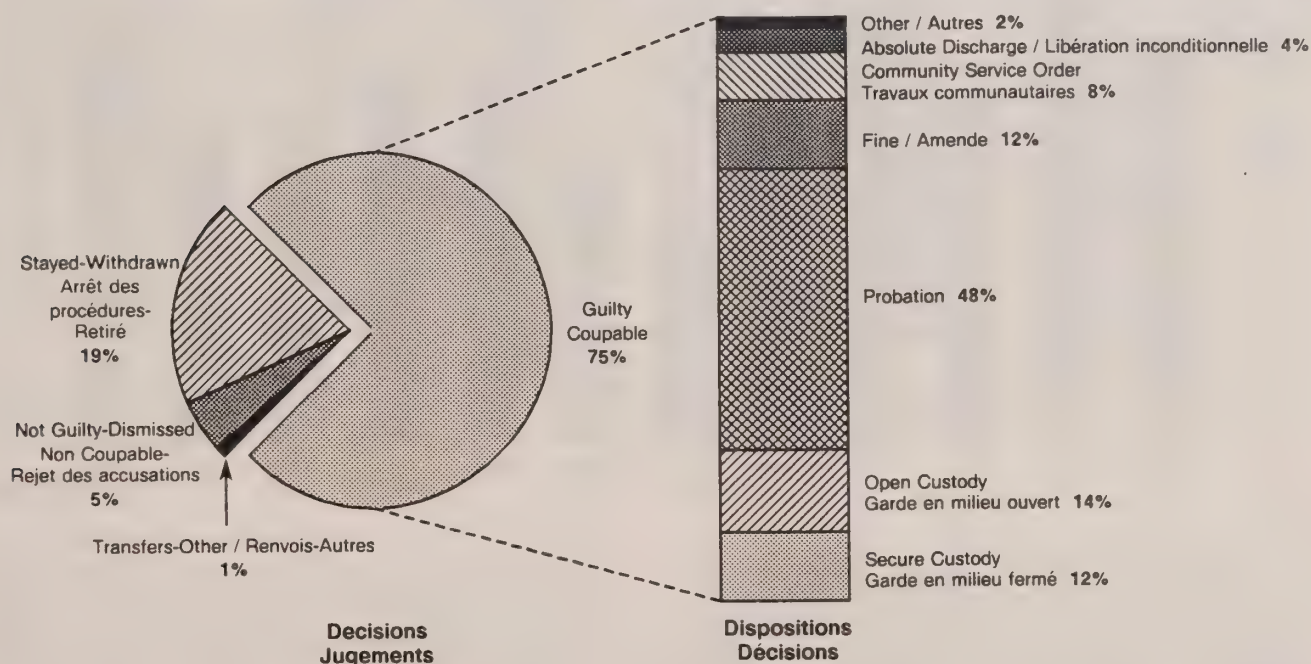 Stayed-Withdrawn
Arrêt des
procédures-
Retiré
19%
Not Guilty-Dismissed
Non Coupable-
Rejet des accusations
5%
Transfers-Other / Renvois-Autres
1%
Guilty
Coupable
75%
Decisions
Jugements
Other / Autres 2%
Absolute Discharge / Libération inconditionnelle 4%
Community Service Order
Travaux communautaires 8%
Fine / Amende 12%
Probation 48%
Open Custody
Garde en milieu ouvert 14%
Secure Custody
Garde en milieu fermé 12%
Dispositions
Décisions